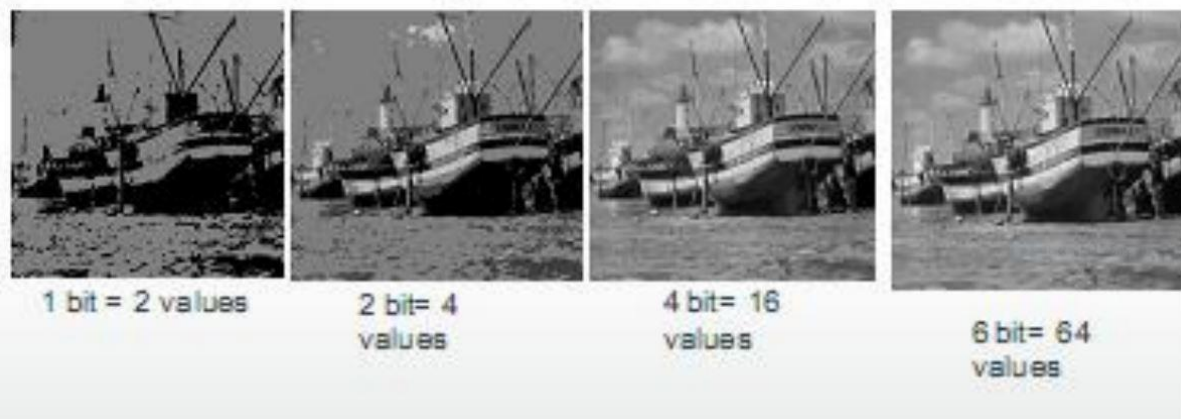 1 bit = 2 values
2 bit= 4
values
4 bit= 16
values
6 bit= 64
values